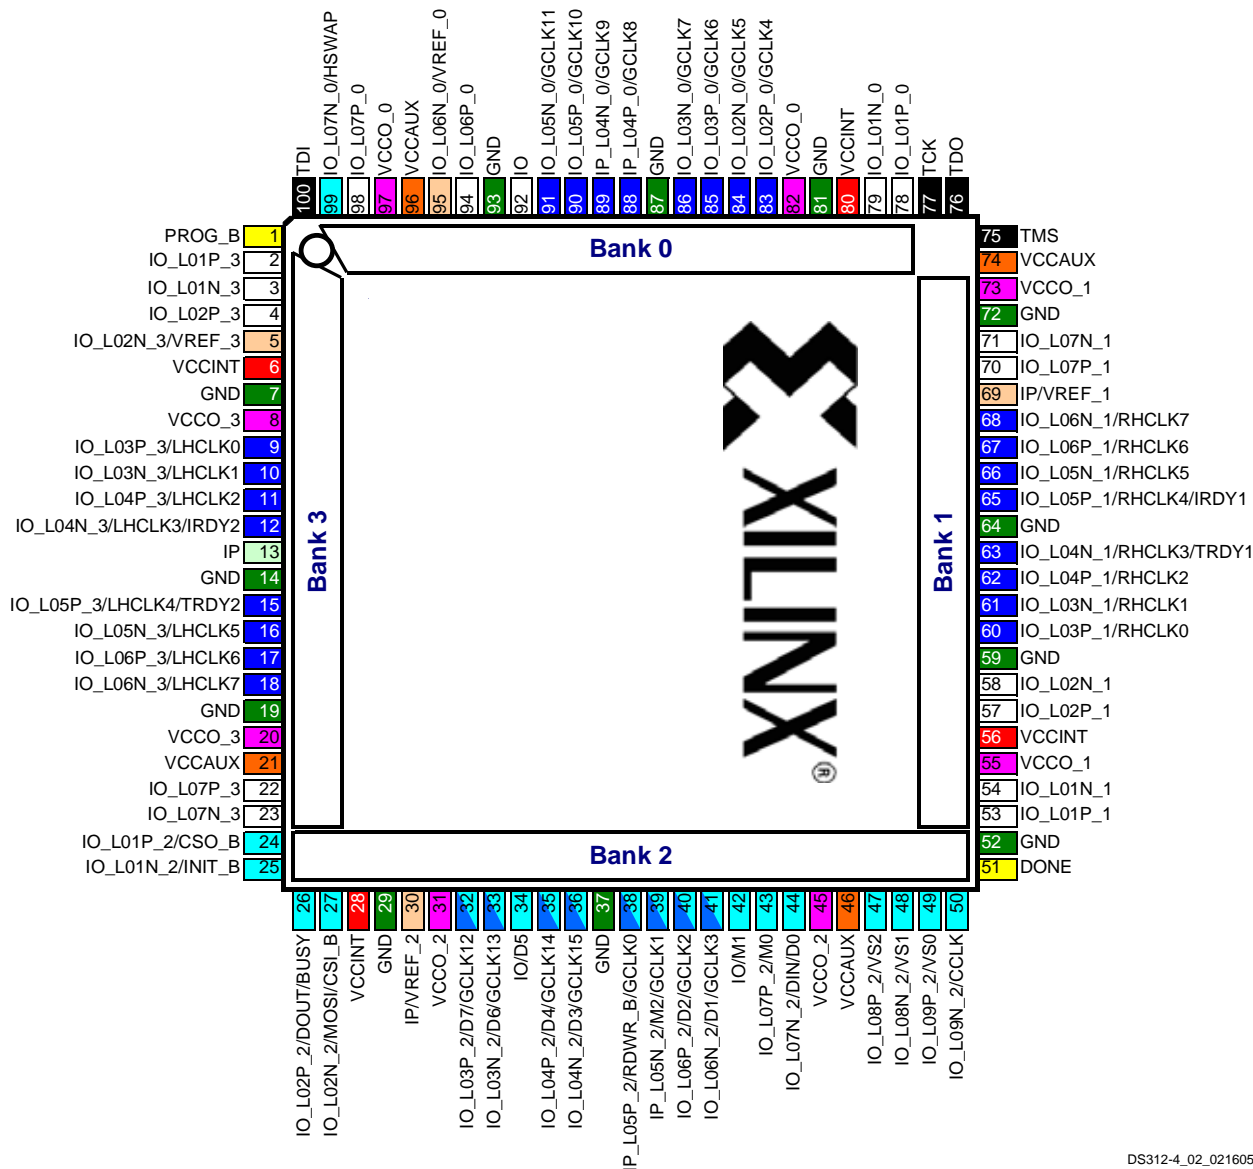 TDI
IO_L07N_0/HSWAP
IO_L07P_0
VCCO_0
VCCAUX
IO_L06N_0/VREF_0
IO_L06P_0
GND
IO
IO_L05N_0/GCLK11
IO_L05P_0/GCLK10
IP_L04N_0/GCLK9
IP_L04P_0/GCLK8
GND
IO_L03N_0/GCLK7
IO_L03P_0/GCLK6
IO_L02N_0/GCLK5
IO_L02P_0/GCLK4
VCCO_0
GND
VCCINT
IO_L01N_0
IO_L01P_0
TCK
TDO
100
99
98
97
96
95
94
93
92
91
90
89
88
87
86
85
84
83
82
81
80
79
78
77
76
PROG_B 1
IO_L01P_3 2
IO_L01N_3 3
IO_L02P_3 4
IO_L02N_3/VREF_3 5
VCCINT 6
GND 7
VCCO_3 8
IO_L03P_3/LHCLK0 9
IO_L03N_3/LHCLK1 10
IO_L04P_3/LHCLK2 11
IO_L04N_3/LHCLK3/IRDY2 12
IP 13
GND 14
IO_L05P_3/LHCLK4/TRDY2 15
IO_L05N_3/LHCLK5 16
IO_L06P_3/LHCLK6 17
IO_L06N_3/LHCLK7 18
GND 19
VCCO_3 20
VCCAUX 21
IO_L07P_3 22
IO_L07N_3 23
IO_L01P_2/CSO_B 24
IO_L01N_2/INIT_B 25
Bank 0
Bank 3
XILINX®
Bank 1
Bank 2
75 TMS
74 VCCAUX
73 VCCO_1
72 GND
71 IO_L07N_1
70 IO_L07P_1
69 IP/VREF_1
68 IO_L06N_1/RHCLK7
67 IO_L06P_1/RHCLK6
66 IO_L05N_1/RHCLK5
65 IO_L05P_1/RHCLK4/IRDY1
64 GND
63 IO_L04N_1/RHCLK3/TRDY1
62 IO_L04P_1/RHCLK2
61 IO_L03N_1/RHCLK1
60 IO_L03P_1/RHCLK0
59 GND
58 IO_L02N_1
57 IO_L02P_1
56 VCCINT
55 VCCO_1
54 IO_L01N_1
53 IO_L01P_1
52 GND
51 DONE
26
27
28
29
30
31
32
33
34
35
36
37
38
39
40
41
42
43
44
45
46
47
48
49
50
IO_L02P_2/DOUT/BUSY
IO_L02N_2/MOSI/CSI_B
VCCINT
GND
IP/VREF_2
VCCO_2
IO_L03P_2/D7/GCLK12
IO_L03N_2/D6/GCLK13
IO/D5
IO_L04P_2/D4/GCLK14
IO_L04N_2/D3/GCLK15
GND
IP_L05P_2/RDWR_B/GCLK0
IP_L05N_2/M2/GCLK1
IO_L06P_2/D2/GCLK2
IO_L06N_2/D1/GCLK3
IO/M1
IO_L07P_2/M0
IO_L07N_2/DIN/D0
VCCO_2
VCCAUX
IO_L08P_2/VS2
IO_L08N_2/VS1
IO_L09P_2/VS0
IO_L09N_2/CCLK
DS312-4_02_021605